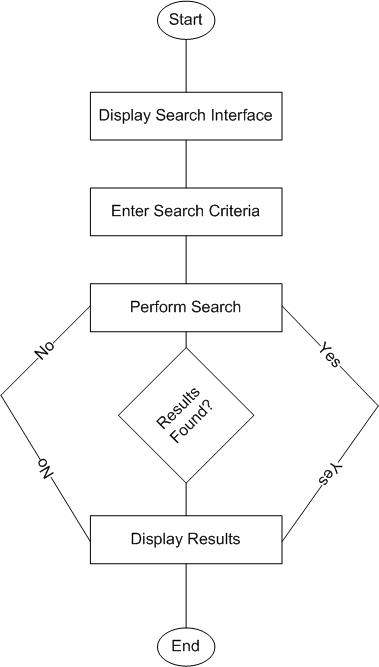 Start
Display Search Interface
Enter Search Criteria
Perform Search
No
Yes
Results
Found?
No
Yes
Display Results
End